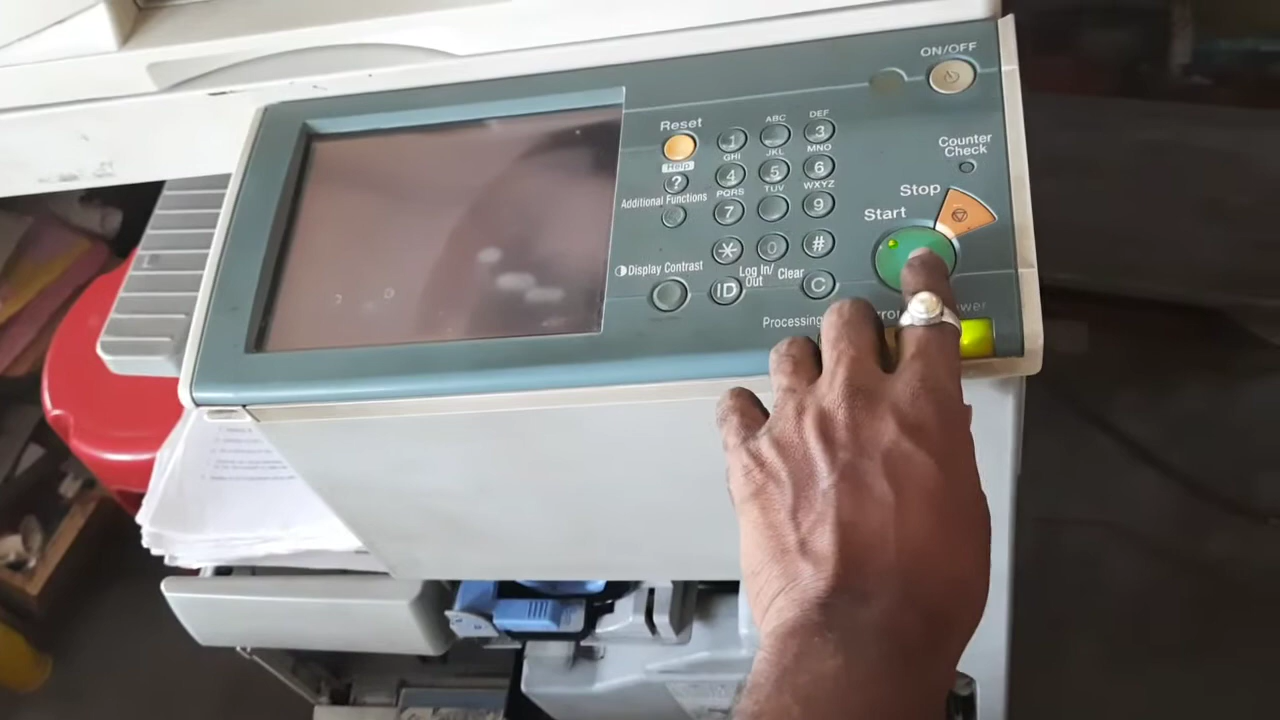 ON/OFF
Reset
ABC
DEF
1
2
3
Counter
Check
Help
GHI
JKL
MNO
?
4
5
6
Stop
Additional Functions
PQRS
TUV
WXYZ
Start
7
9
*
0
#
Display Contrast
Log In/
Out
Clear
ID
C
Processing